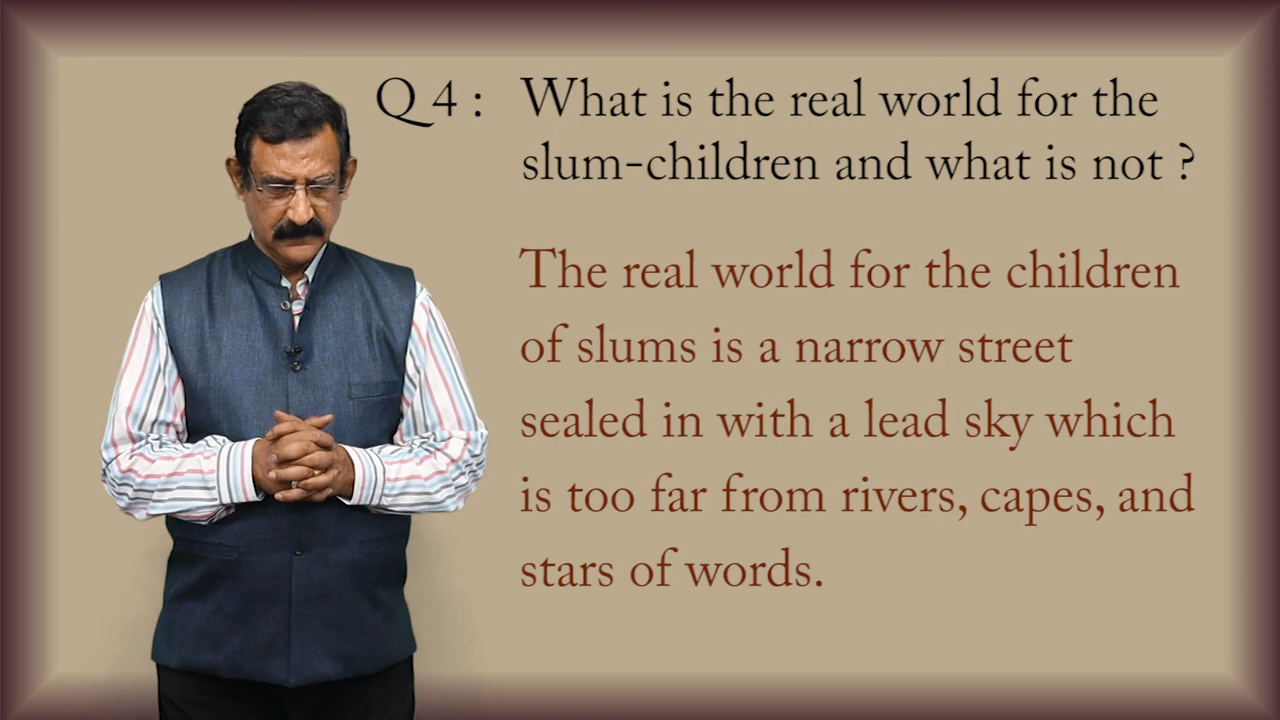 Q 4 : What is the real world for the
slum-children and what is not ?
The real world for the children
of slums is a narrow street
sealed in with a lead sky which
is too far from rivers, capes, and
stars of words.